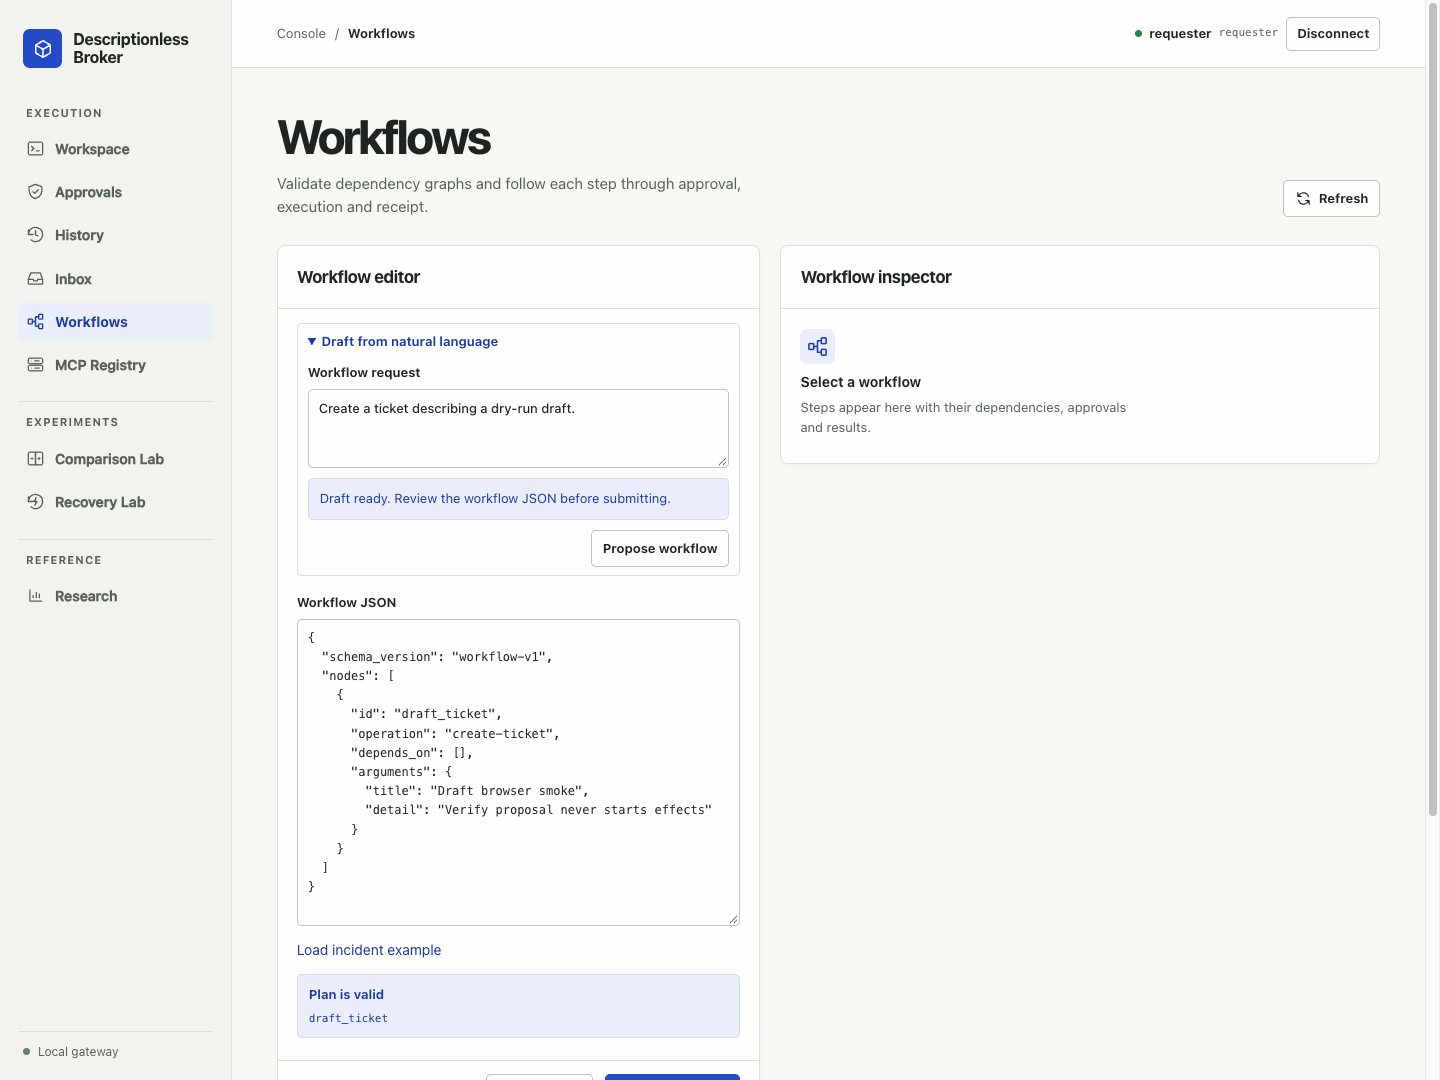 Descriptionless
Broker
EXECUTION
Workspace
Approvals
History
Inbox
Workflows
MCP Registry
EXPERIMENTS
Comparison Lab
Recovery Lab
REFERENCE
Research
Local gateway
Console / Workflows
requester requester Disconnect
Workflows
Validate dependency graphs and follow each step through approval,
execution and receipt.
Refresh
Workflow editor
Draft from natural language
Workflow request
Create a ticket describing a dry-run draft.
Draft ready. Review the workflow JSON before submitting.
Propose workflow
Workflow JSON
{
  "schema_version": "workflow-v1",
  "nodes": [
    {
      "id": "draft_ticket",
      "operation": "create-ticket",
      "depends_on": [],
      "arguments": {
        "title": "Draft browser smoke",
        "detail": "Verify proposal never starts effects"
      }
    }
  ]
}
Load incident example
Plan is valid
draft_ticket
Workflow inspector
Select a workflow
Steps appear here with their dependencies, approvals
and results.